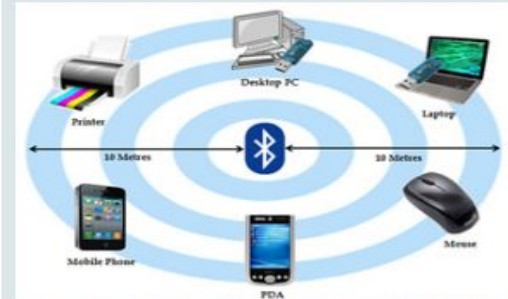 Desktop PC
Laptop
Printer
10 Metres
10 Metres
Mouse
Mobile Phone
PDA